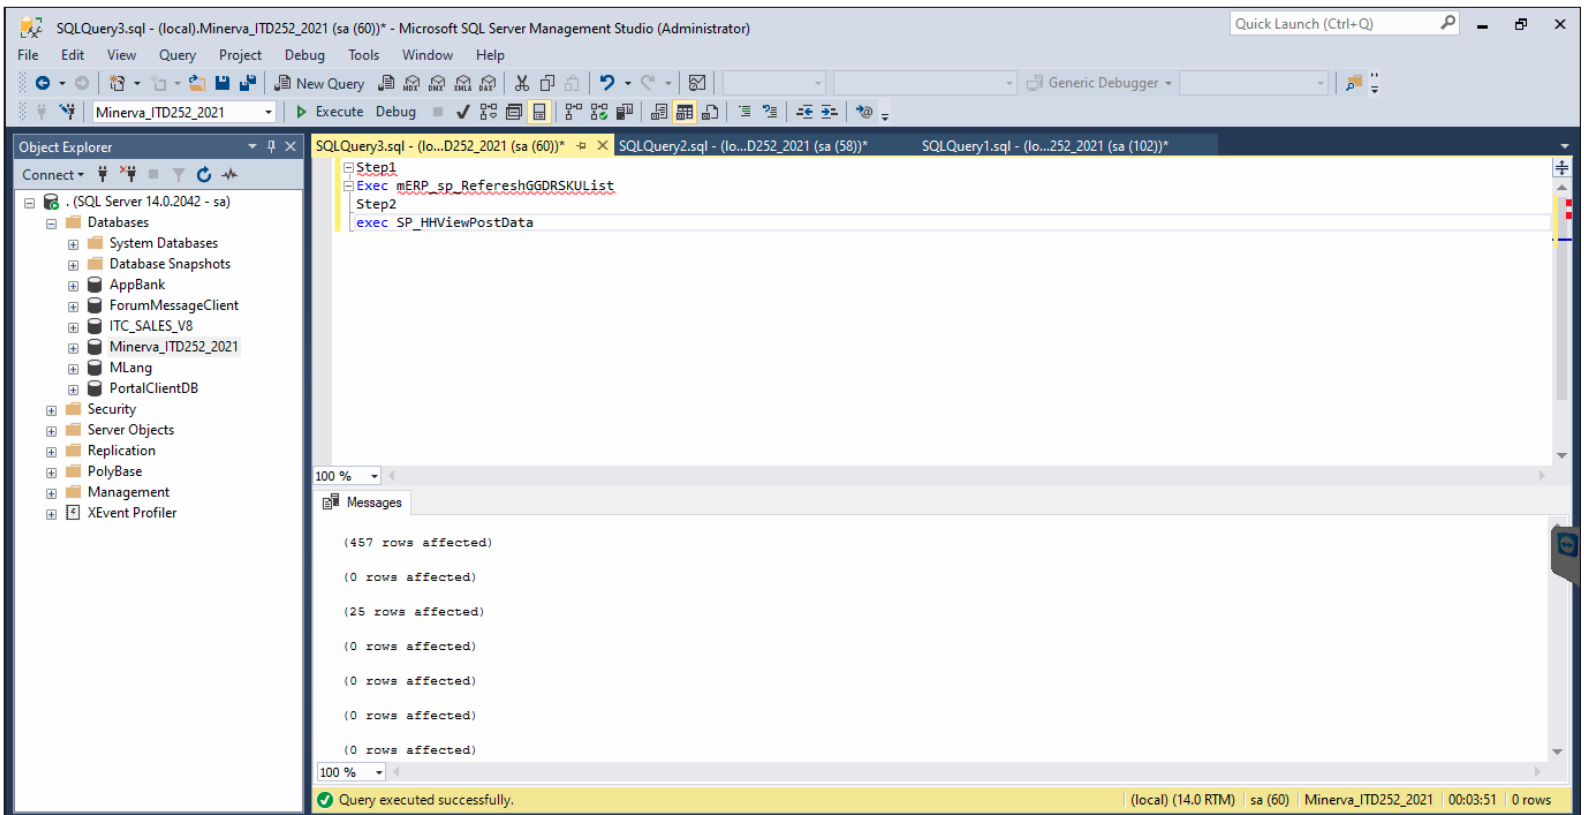 SQLQuery3.sql - (local).Minerva_ITD252_2021 (sa (60))* - Microsoft SQL Server Management Studio (Administrator)
Quick Launch (Ctrl+Q)
File Edit View Query Project Debug Tools Window Help
New Query
MDX DMX XMLA DAX
Generic Debugger
Minerva_ITD252_2021
Execute Debug
Object Explorer
Connect
. (SQL Server 14.0.2042 - sa)
Databases
System Databases
Database Snapshots
AppBank
ForumMessageClient
ITC_SALES_V8
Minerva_ITD252_2021
MLang
PortalClientDB
Security
Server Objects
Replication
PolyBase
Management
XEvent Profiler
SQLQuery3.sql - (lo...D252_2021 (sa (60))* SQLQuery2.sql - (lo...D252_2021 (sa (58))* SQLQuery1.sql - (lo...252_2021 (sa (102))*
Step1
Exec mERP_sp_RefereshGGDRSKUList
Step2
exec SP_HHViewPostData
100 %
Messages
(457 rows affected)
(0 rows affected)
(25 rows affected)
(0 rows affected)
(0 rows affected)
(0 rows affected)
(0 rows affected)
100 %
Query executed successfully.
(local) (14.0 RTM) sa (60) Minerva_ITD252_2021 00:03:51 0 rows